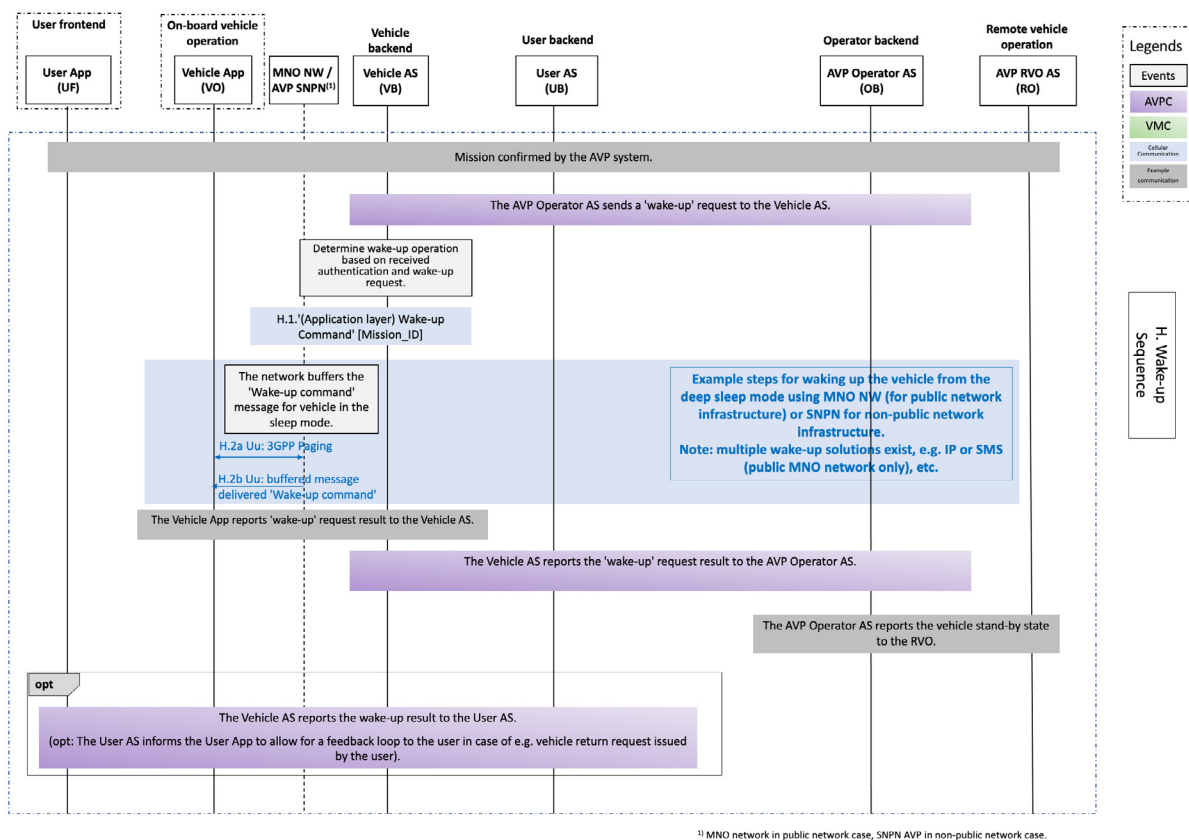 User frontend
On-board vehicle
operation
Vehicle
backend
User backend
Operator backend
Remote vehicle
operation
User App
(UF)
Vehicle App
(VO)
MNO NW /
AVP SNPN(1)
Vehicle AS
(VB)
User AS
(UB)
AVP Operator AS
(OB)
AVP RVO AS
(RO)
Legends
Events
AVPC
VMC
Cellular
Communication
Example
communication
Mission confirmed by the AVP system.
The AVP Operator AS sends a 'wake-up' request to the Vehicle AS.
Determine wake-up operation
based on received
authentication and wake-up
request.
H.1.'(Application layer) Wake-up
Command' [Mission_ID]
H. Wake-up
Sequence
The network buffers the
'Wake-up command'
message for vehicle in the
sleep mode.
H.2a Uu: 3GPP Paging
H.2b Uu: buffered message
delivered 'Wake-up command'
Example steps for waking up the vehicle from the
deep sleep mode using MNO NW (for public network
infrastructure) or SNPN for non-public network
infrastructure.
Note: multiple wake-up solutions exist, e.g. IP or SMS
(public MNO network only), etc.
The Vehicle App reports 'wake-up' request result to the Vehicle AS.
The Vehicle AS reports the 'wake-up' request result to the AVP Operator AS.
The AVP Operator AS reports the vehicle stand-by state
to the RVO.
opt
The Vehicle AS reports the wake-up result to the User AS.
(opt: The User AS informs the User App to allow for a feedback loop to the user in case of e.g. vehicle return request issued
by the user).
1) MNO network in public network case, SNPN AVP in non-public network case.